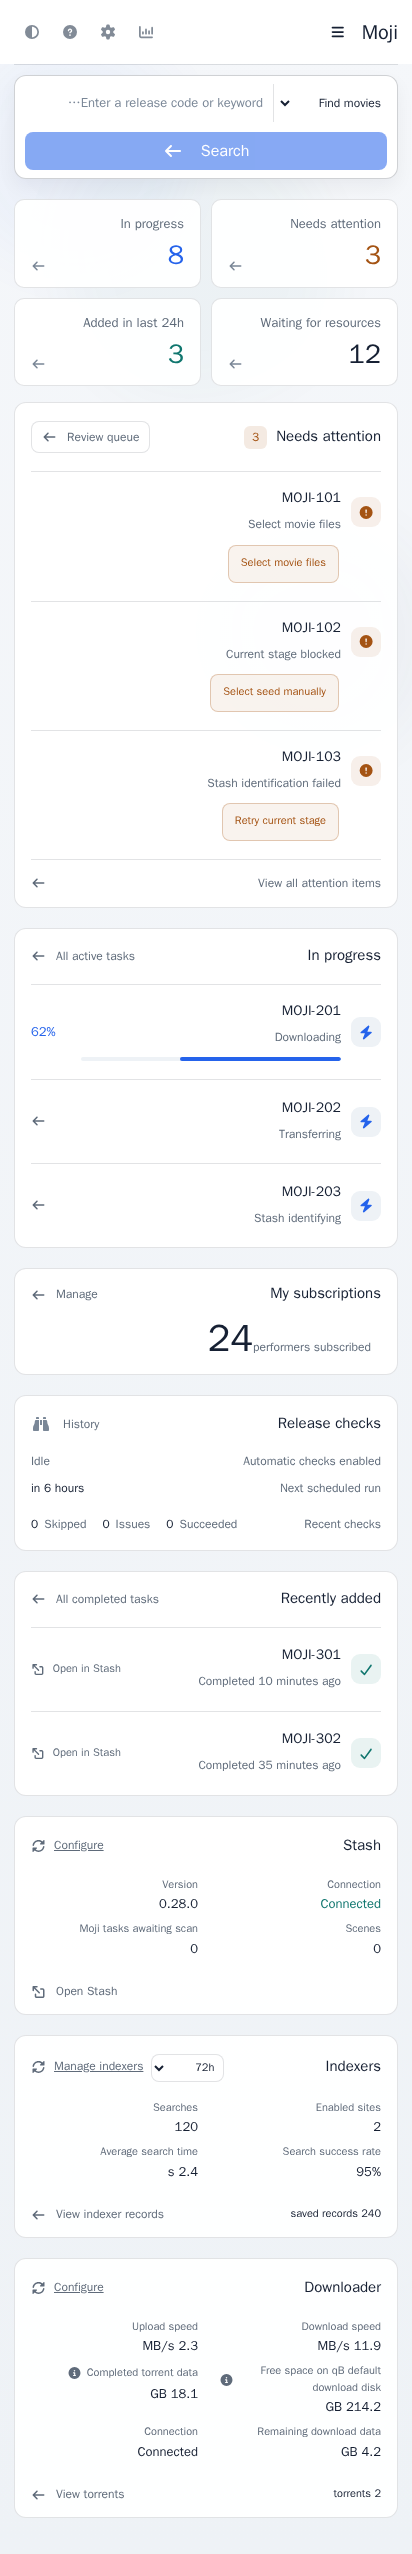 Moji
Find movies
…Enter a release code or keyword
Search
Needs attention
3
In progress
8
Waiting for resources
12
Added in last 24h
3
Needs attention 3
Review queue
MOJI-101
Select movie files
Select movie files
MOJI-102
Current stage blocked
Select seed manually
MOJI-103
Stash identification failed
Retry current stage
View all attention items
In progress
All active tasks
MOJI-201
Downloading
62%
MOJI-202
Transferring
MOJI-203
Stash identifying
My subscriptions
Manage
24 performers subscribed
Release checks
History
Automatic checks enabled
Idle
Next scheduled run
in 6 hours
Recent checks
0 Succeeded
0 Issues
0 Skipped
Recently added
All completed tasks
MOJI-301
Completed 10 minutes ago
Open in Stash
MOJI-302
Completed 35 minutes ago
Open in Stash
Stash
Configure
Connection
Connected
Version
0.28.0
Scenes
0
Moji tasks awaiting scan
0
Open Stash
Indexers
72h
Manage indexers
Enabled sites
2
Searches
120
Search success rate
95%
Average search time
s 2.4
saved records 240
View indexer records
Downloader
Configure
Download speed
MB/s 11.9
Upload speed
MB/s 2.3
Free space on qB default
download disk
GB 214.2
Completed torrent data
GB 18.1
Remaining download data
GB 4.2
Connection
Connected
torrents 2
View torrents